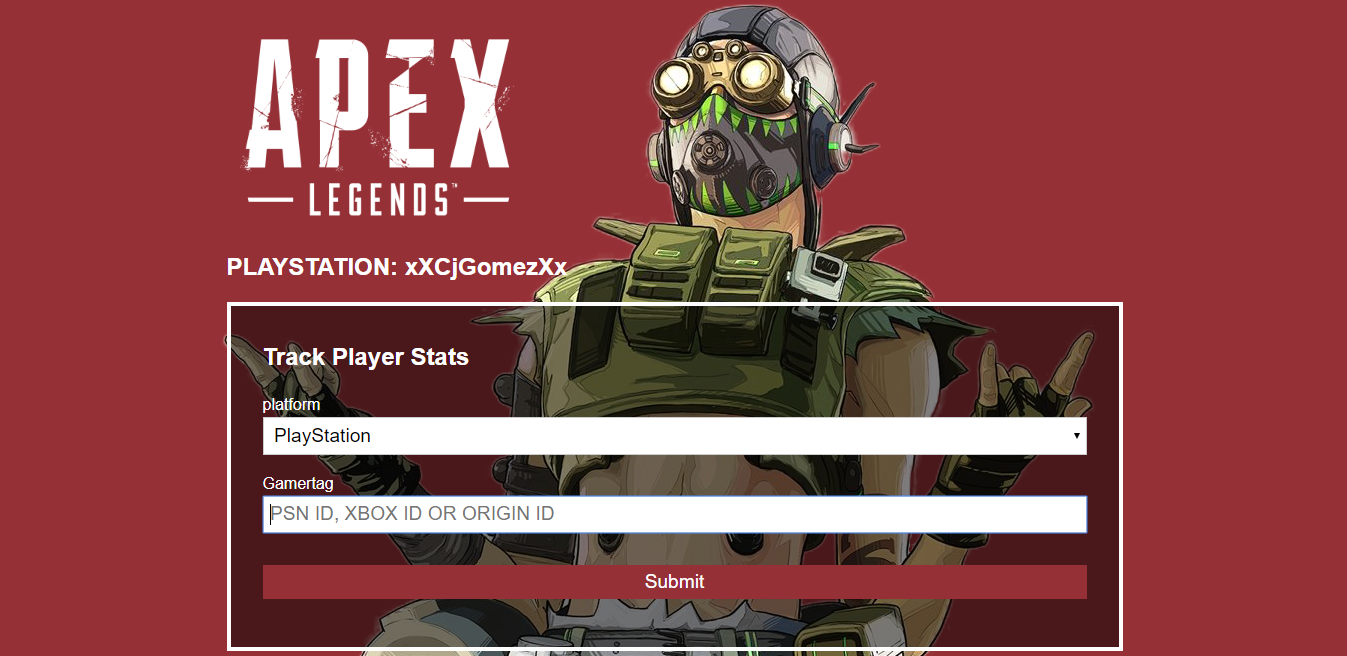 APEX
LEGENDS™
PLAYSTATION: xXCjGomezXx
Track Player Stats
platform
PlayStation
Gamertag
PSN ID, XBOX ID OR ORIGIN ID
Submit